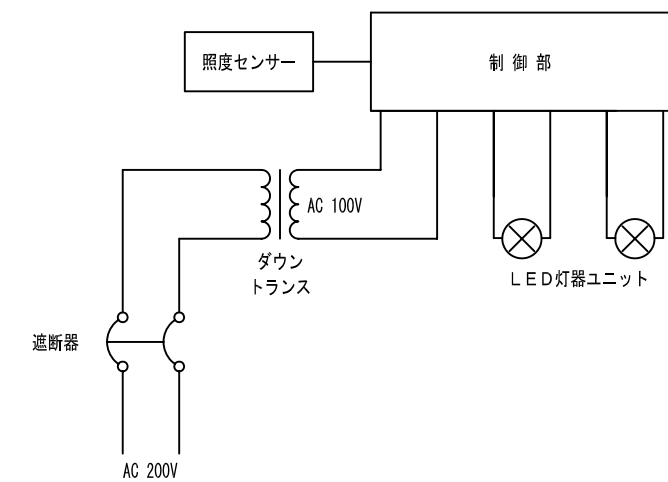 照度センサー
制御部
AC 100V
ダウン
トランス
LED灯器ユニット
遮断器
AC 200V